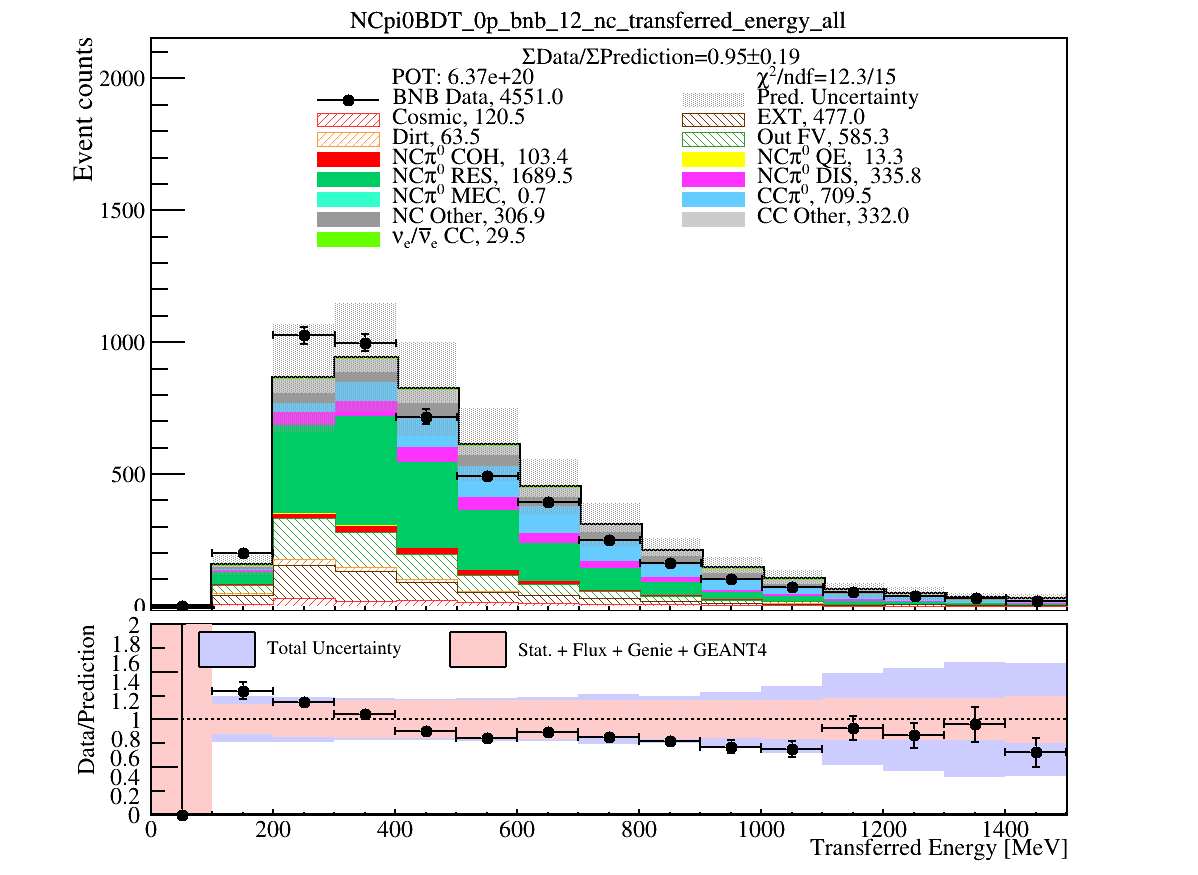 NCpi0BDT_0p_bnb_12_nc_transferred_energy_all
ΣData/ΣPrediction=0.95±0.19
POT: 6.37e+20
χ²/ndf=12.3/15
BNB Data, 4551.0
Pred. Uncertainty
Cosmic, 120.5
EXT, 477.0
Dirt, 63.5
Out FV, 585.3
NCπ⁰ COH, 103.4
NCπ⁰ QE, 13.3
NCπ⁰ RES, 1689.5
NCπ⁰ DIS, 335.8
NCπ⁰ MEC, 0.7
CCπ⁰, 709.5
NC Other, 306.9
CC Other, 332.0
νₑ/ν̅ₑ CC, 29.5
Event counts
2000
1500
1000
500
0
Total Uncertainty
Stat. + Flux + Genie + GEANT4
Data/Prediction
2
1.8
1.6
1.4
1.2
1
0.8
0.6
0.4
0.2
0
0 200 400 600 800 1000 1200 1400
Transferred Energy [MeV]